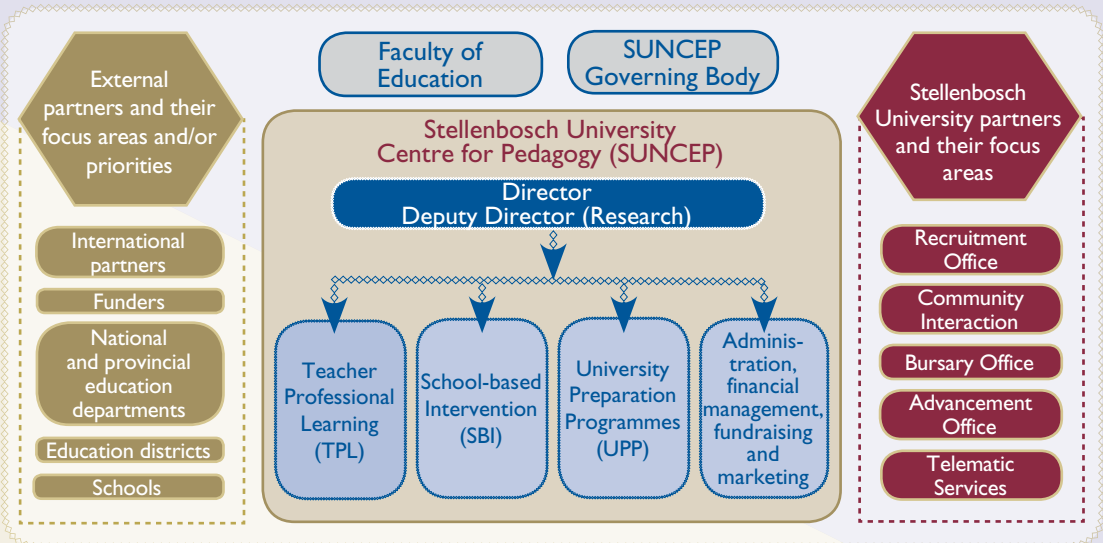 External
partners and their
focus areas and/or
priorities
International
partners
Funders
National
and provincial
education
departments
Education districts
Schools
Faculty of
Education
SUNCEP
Governing Body
Stellenbosch University
Centre for Pedagogy (SUNCEP)
Director
Deputy Director (Research)
Teacher
Professional
Learning
(TPL)
School-based
Intervention
(SBI)
University
Preparation
Programmes
(UPP)
Adminis-
tration,
financial
management,
fundraising
and
marketing
Stellenbosch
University partners
and their focus
areas
Recruitment
Office
Community
Interaction
Bursary Office
Advancement
Office
Telematic
Services